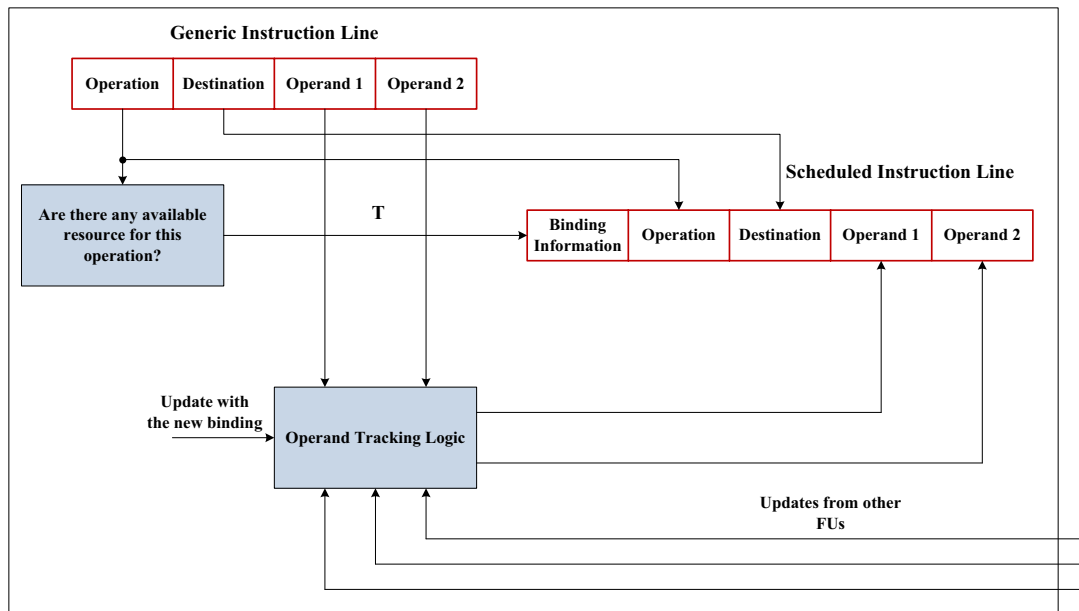 Generic Instruction Line
Operation
Destination
Operand 1
Operand 2
Scheduled Instruction Line
Are there any available
resource for this
operation?
T
Binding
Information
Operation
Destination
Operand 1
Operand 2
Update with
the new binding
Operand Tracking Logic
Updates from other
FUs